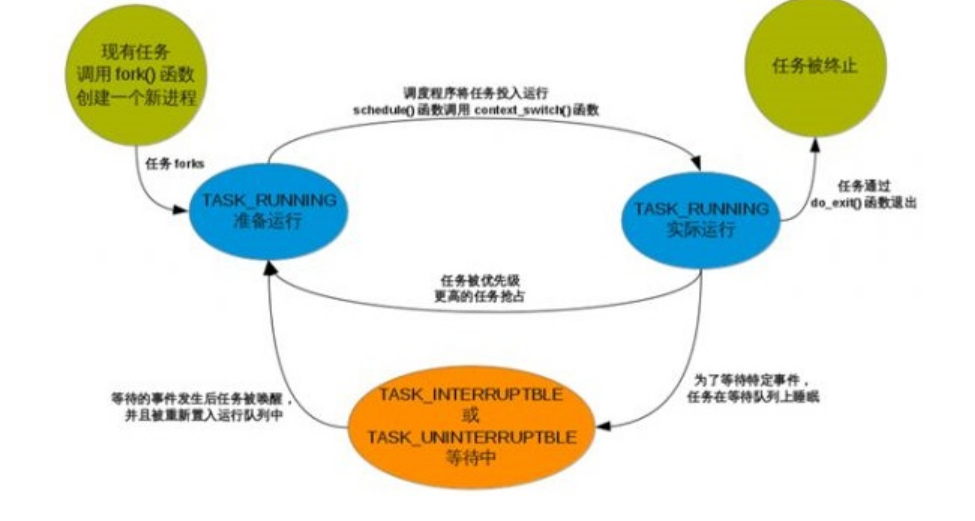 现有任务
调用 fork() 函数
创建一个新进程
任务被终止
调度程序将任务投入运行
schedule() 函数调用 context_switch() 函数
任务 forks
TASK_RUNNING
准备运行
TASK_RUNNING
实际运行
任务通过
do_exit() 函数退出
任务被优先级
更高的任务抢占
等待的事件发生后任务被唤醒，
并且被重新置入运行队列中
TASK_INTERRUPTBLE
或
TASK_UNINTERRUPTBLE
等待中
为了等待特定事件，
任务在等待队列上睡眠